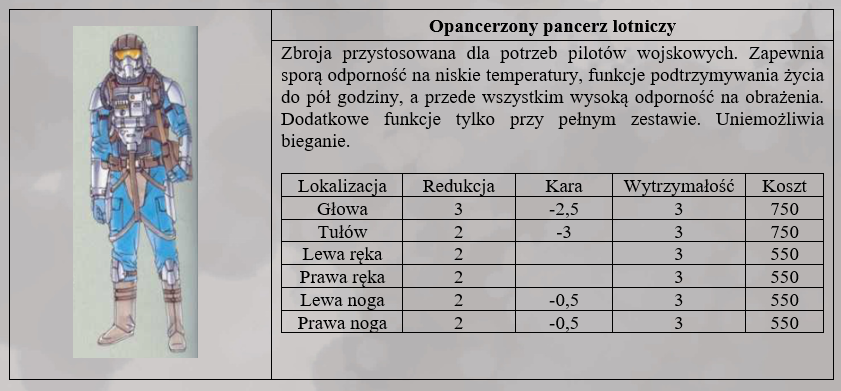 Opancerzony pancerz lotniczy
Zbroja przystosowana dla potrzeb pilotów wojskowych. Zapewnia
sporą odporność na niskie temperatury, funkcje podtrzymywania życia
do pół godziny, a przede wszystkim wysoką odporność na obrażenia.
Dodatkowe funkcje tylko przy pełnym zestawie. Uniemożliwia
bieganie.
Lokalizacja Redukcja Kara Wytrzymałość Koszt
Głowa 3 -2,5 3 750
Tułów 2 -3 3 750
Lewa ręka 2 3 550
Prawa ręka 2 3 550
Lewa noga 2 -0,5 3 550
Prawa noga 2 -0,5 3 550